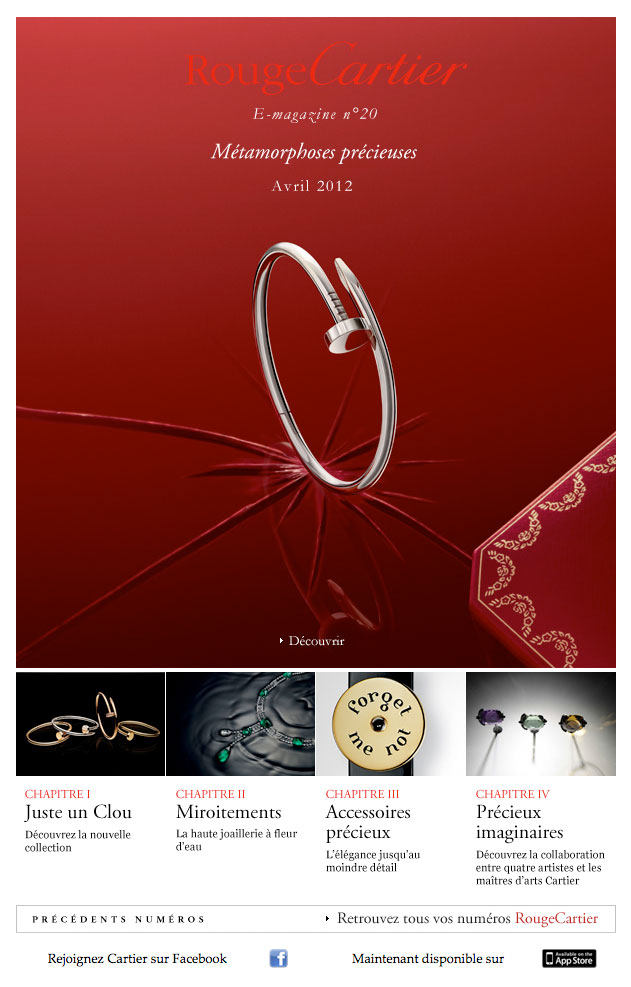 RougeCartier
E-magazine n°20
Métamorphoses précieuses
Avril 2012
Découvrir
forget
me not
CHAPITRE I
Juste un Clou
Découvrez la nouvelle
collection
CHAPITRE II
Miroitements
La haute joaillerie à fleur
d'eau
CHAPITRE III
Accessoires
précieux
L'élégance jusqu'au
moindre détail
CHAPITRE IV
Précieux
imaginaires
Découvrez la collaboration
entre quatre artistes et les
maîtres d'arts Cartier
PRÉCÉDENTS NUMÉROS
Retrouvez tous vos numéros RougeCartier
Rejoignez Cartier sur Facebook
f
Maintenant disponible sur
Available on the
App Store